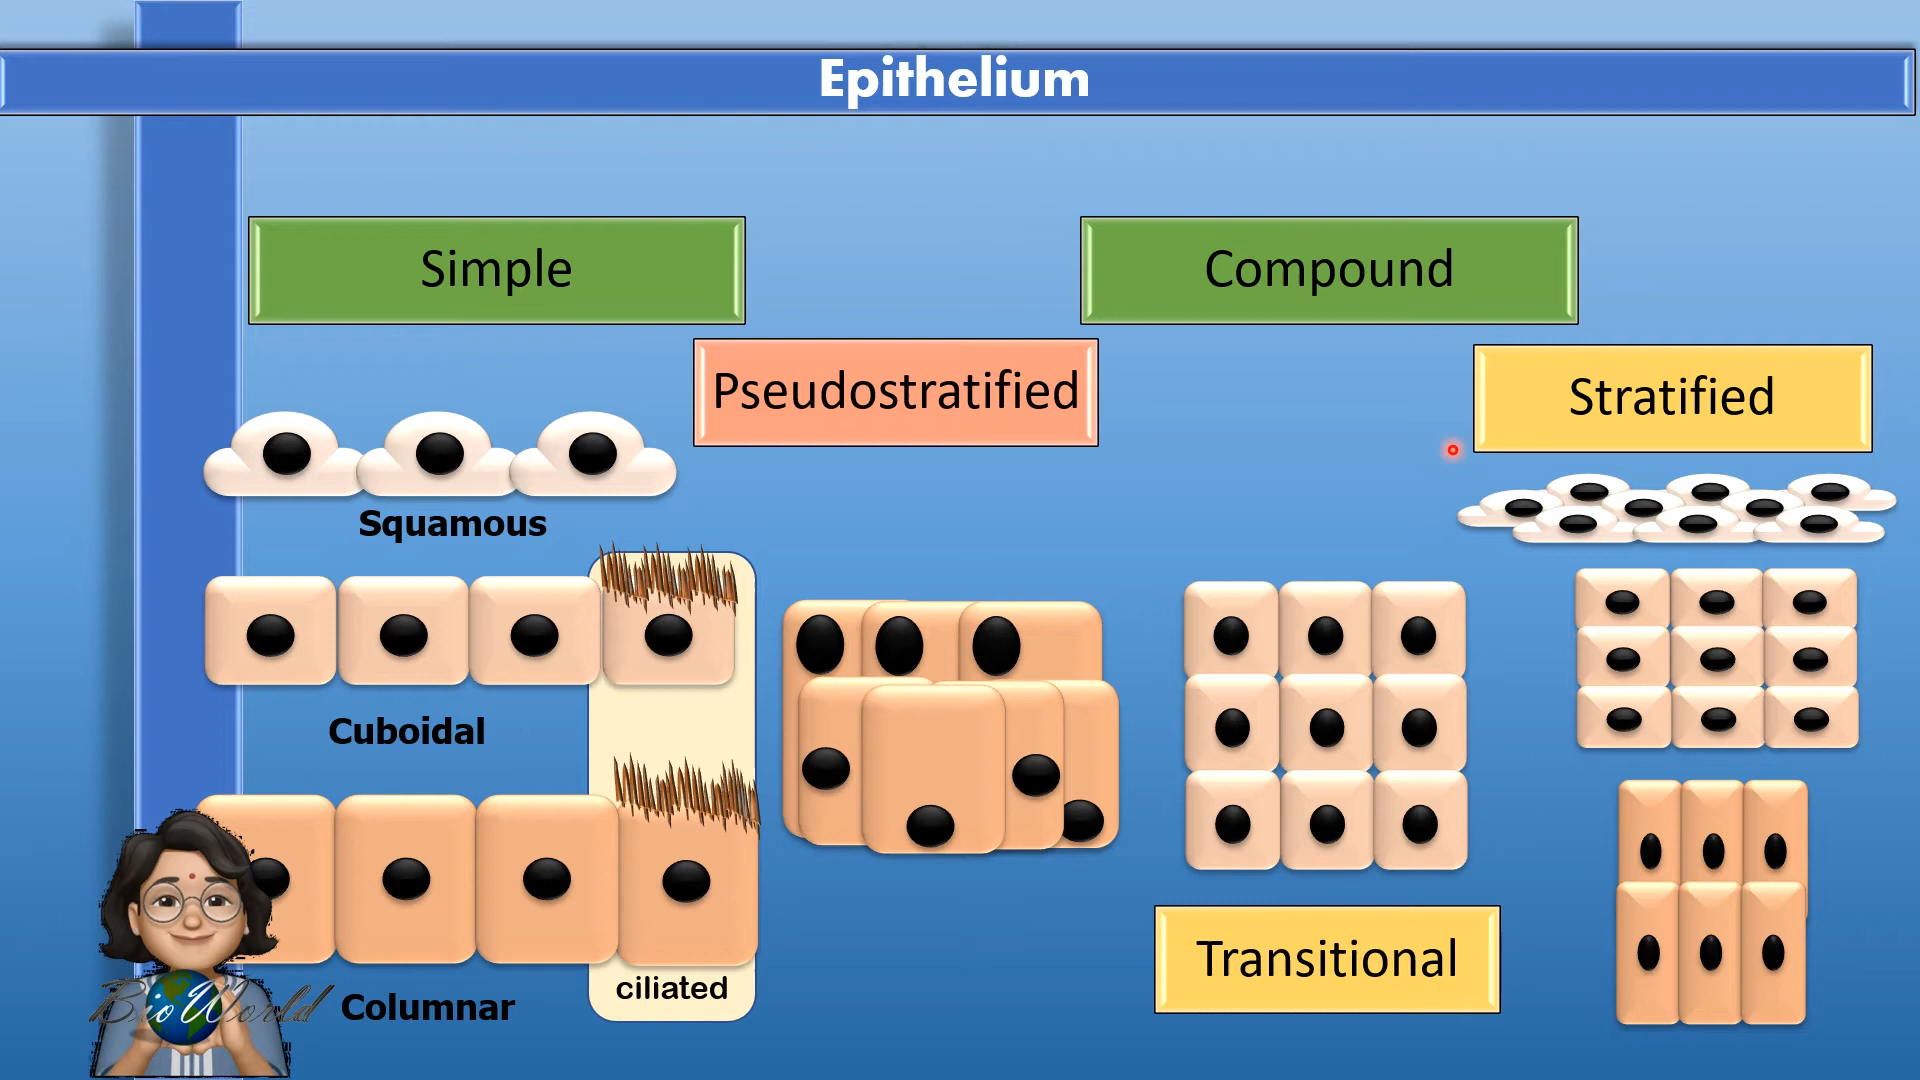 Epithelium
Simple
Compound
Pseudostratified
Stratified
Squamous
Cuboidal
ciliated
Columnar
Transitional
BioWorld